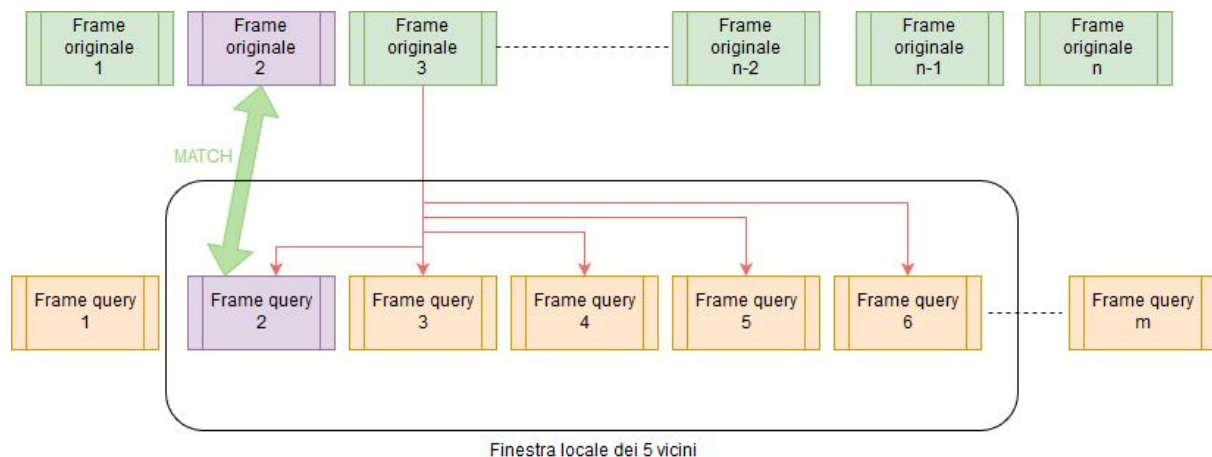 Frame
originale
1
Frame
originale
2
Frame
originale
3
Frame
originale
n-2
Frame
originale
n-1
Frame
originale
n
MATCH
Frame query
1
Frame query
2
Frame query
3
Frame query
4
Frame query
5
Frame query
6
Frame query
m
Finestra locale dei 5 vicini